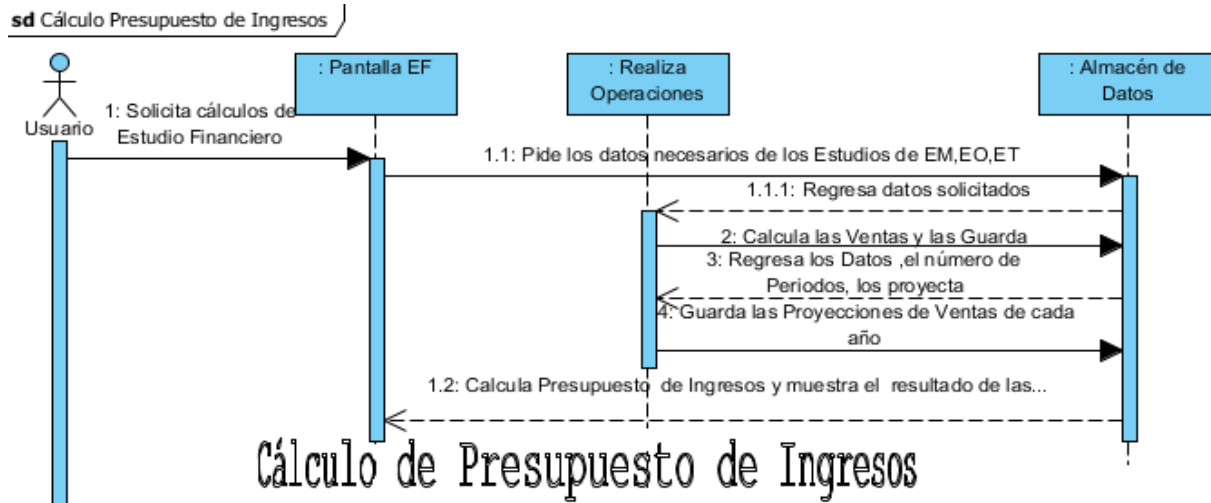 sd Cálculo Presupuesto de Ingresos
: Pantalla EF
: Realiza
Operaciones
: Almacén de
Datos
Usuario
1: Solicita cálculos de
Estudio Financiero
1.1: Pide los datos necesarios de los Estudios de EM,EO,ET
1.1.1: Regresa datos solicitados
2: Calcula las Ventas y las Guarda
3: Regresa los Datos ,el número de
Periodos, los proyecta
4: Guarda las Proyecciones de Ventas de cada
año
1.2: Calcula Presupuesto de Ingresos y muestra el resultado de las...
Cálculo de Presupuesto de Ingresos